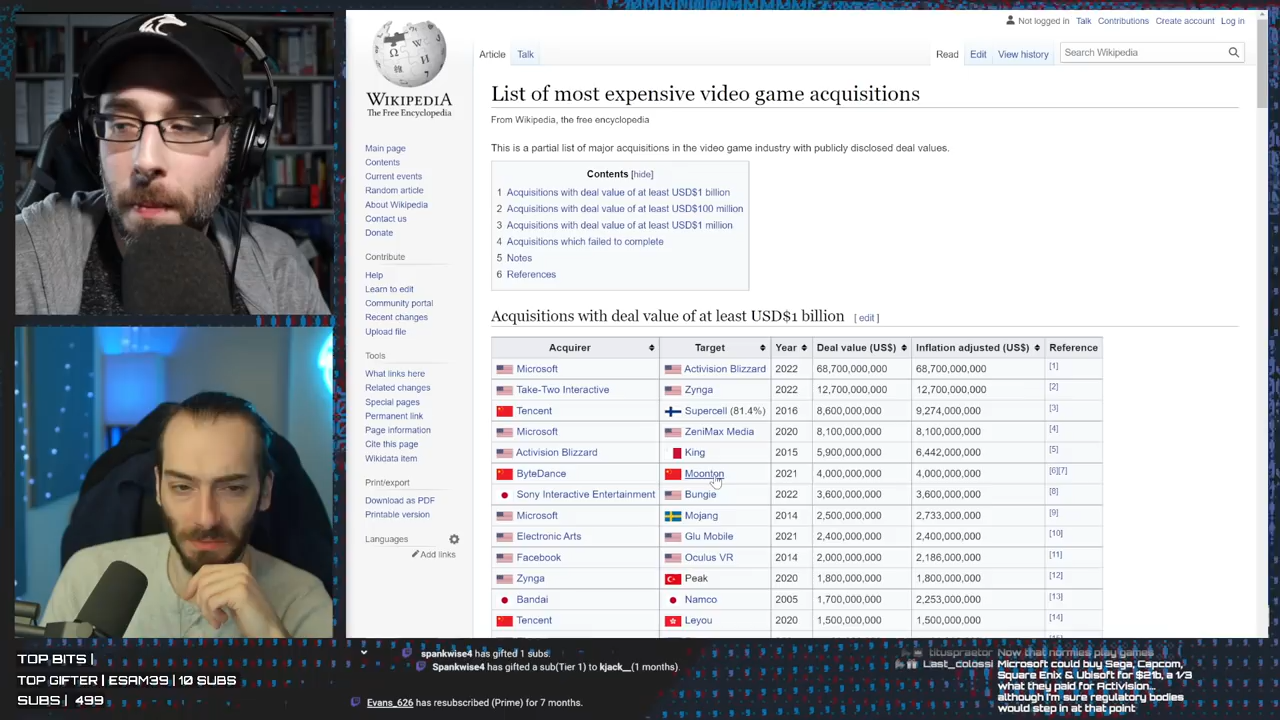 WIKIPEDIA
The Free Encyclopedia
Main page
Contents
Current events
Random article
About Wikipedia
Contact us
Donate
Contribute
Help
Learn to edit
Community portal
Recent changes
Upload file
Tools
What links here
Related changes
Special pages
Permanent link
Page information
Cite this page
Wikidata item
Print/export
Download as PDF
Printable version
Languages
Add links
Not logged in Talk Contributions Create account Log in
Article Talk Read Edit View history Search Wikipedia
List of most expensive video game acquisitions
From Wikipedia, the free encyclopedia
This is a partial list of major acquisitions in the video game industry with publicly disclosed deal values.
Contents [hide]
1 Acquisitions with deal value of at least USD$1 billion
2 Acquisitions with deal value of at least USD$100 million
3 Acquisitions with deal value of at least USD$1 million
4 Acquisitions which failed to complete
5 Notes
6 References
Acquisitions with deal value of at least USD$1 billion [ edit ]
Acquirer Target Year Deal value (US$) Inflation adjusted (US$) Reference
Microsoft Activision Blizzard 2022 68,700,000,000 68,700,000,000 [1]
Take-Two Interactive Zynga 2022 12,700,000,000 12,700,000,000 [2]
Tencent Supercell (81.4%) 2016 8,600,000,000 9,274,000,000 [3]
Microsoft ZeniMax Media 2020 8,100,000,000 8,100,000,000 [4]
Activision Blizzard King 2015 5,900,000,000 6,442,000,000 [5]
ByteDance Moonton 2021 4,000,000,000 4,000,000,000 [6][7]
Sony Interactive Entertainment Bungie 2022 3,600,000,000 3,600,000,000 [8]
Microsoft Mojang 2014 2,500,000,000 2,733,000,000 [9]
Electronic Arts Glu Mobile 2021 2,400,000,000 2,400,000,000 [10]
Facebook Oculus VR 2014 2,000,000,000 2,186,000,000 [11]
Zynga Peak 2020 1,800,000,000 1,800,000,000 [12]
Bandai Namco 2005 1,700,000,000 2,253,000,000 [13]
Tencent Leyou 2020 1,500,000,000 1,500,000,000 [14]
TOP BITS |
TOP GIFTER | ESAM39 | 10 SUBS
SUBS | 499
spankwise4 has gifted 1 subs.
Spankwise4 has gifted a sub(Tier 1) to kjack__(1 months).
Evans_626 has resubscribed (Prime) for 7 months.
tituspraetor Now that normies play games
Last_colossi Microsoft could buy Sega, Capcom,
Square Enix & Ubisoft for $21b, a 1/3
what they paid for Activision...
although I'm sure regulatory bodies
would step in at that point